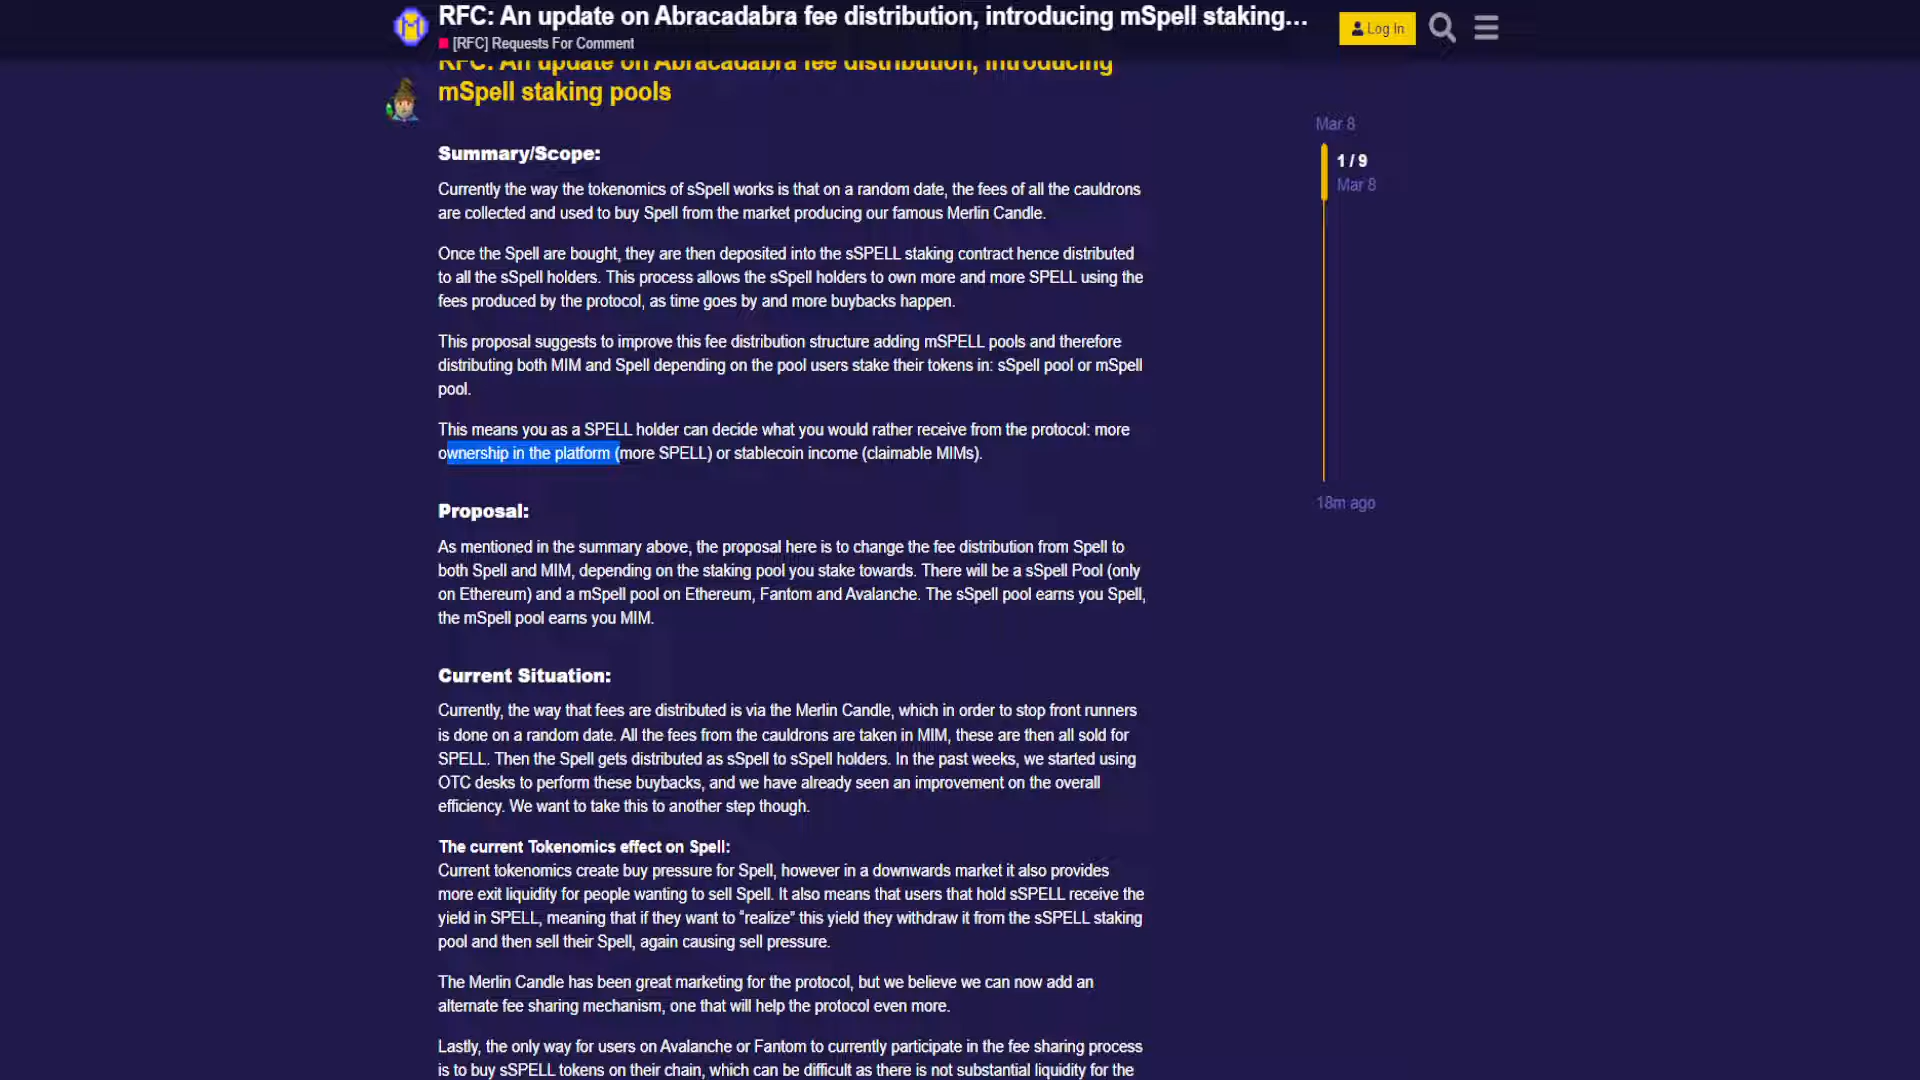 RFC: An update on Abracadabra fee distribution, introducing mSpell staking...
[RFC] Requests For Comment
Log In
RFC: An update on Abracadabra fee distribution, introducing
mSpell staking pools
Mar 8
1 / 9
Mar 8
18m ago
Summary/Scope:
Currently the way the tokenomics of sSpell works is that on a random date, the fees of all the cauldrons
are collected and used to buy Spell from the market producing our famous Merlin Candle.
Once the Spell are bought, they are then deposited into the sSPELL staking contract hence distributed
to all the sSpell holders. This process allows the sSpell holders to own more and more SPELL using the
fees produced by the protocol, as time goes by and more buybacks happen.
This proposal suggests to improve this fee distribution structure adding mSPELL pools and therefore
distributing both MIM and Spell depending on the pool users stake their tokens in: sSpell pool or mSpell
pool.
This means you as a SPELL holder can decide what you would rather receive from the protocol: more
ownership in the platform (more SPELL) or stablecoin income (claimable MIMs).
Proposal:
As mentioned in the summary above, the proposal here is to change the fee distribution from Spell to
both Spell and MIM, depending on the staking pool you stake towards. There will be a sSpell Pool (only
on Ethereum) and a mSpell pool on Ethereum, Fantom and Avalanche. The sSpell pool earns you Spell,
the mSpell pool earns you MIM.
Current Situation:
Currently, the way that fees are distributed is via the Merlin Candle, which in order to stop front runners
is done on a random date. All the fees from the cauldrons are taken in MIM, these are then all sold for
SPELL. Then the Spell gets distributed as sSpell to sSpell holders. In the past weeks, we started using
OTC desks to perform these buybacks, and we have already seen an improvement on the overall
efficiency. We want to take this to another step though.
The current Tokenomics effect on Spell:
Current tokenomics create buy pressure for Spell, however in a downwards market it also provides
more exit liquidity for people wanting to sell Spell. It also means that users that hold sSPELL receive the
yield in SPELL, meaning that if they want to “realize” this yield they withdraw it from the sSPELL staking
pool and then sell their Spell, again causing sell pressure.
The Merlin Candle has been great marketing for the protocol, but we believe we can now add an
alternate fee sharing mechanism, one that will help the protocol even more.
Lastly, the only way for users on Avalanche or Fantom to currently participate in the fee sharing process
is to buy sSPELL tokens on their chain, which can be difficult as there is not substantial liquidity for the